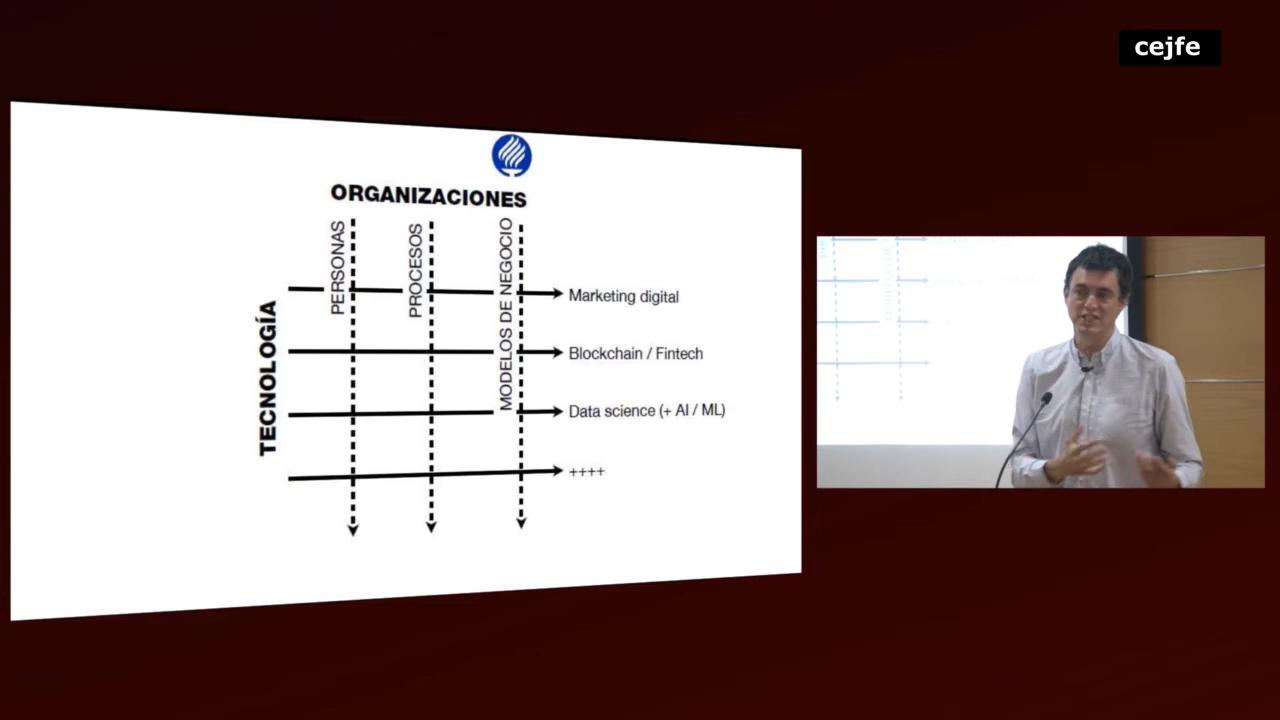 cejfe
ORGANIZACIONES
PERSONAS
PROCESOS
MODELOS DE NEGOCIO
TECNOLOGÍA
Marketing digital
Blockchain / Fintech
Data science (+ AI / ML)
++++